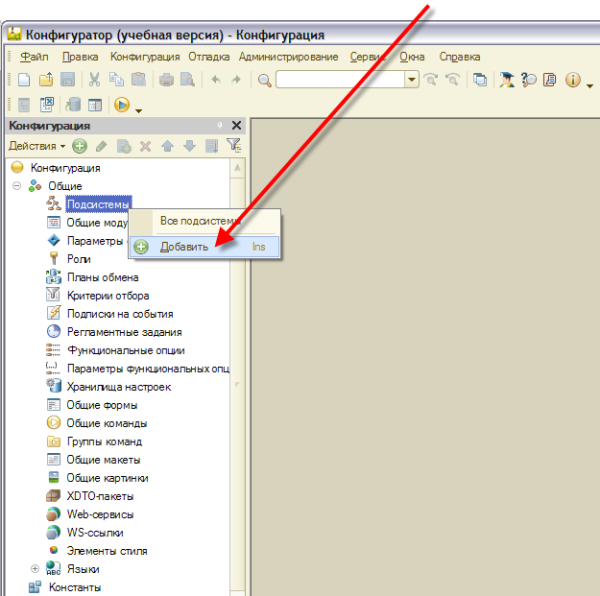 Конфигуратор (учебная версия) - Конфигурация
Файл Правка Конфигурация Отладка Администрирование Сервис Окна Справка
Конфигурация
Действия
Конфигурация
Общие
Подсистемы
Все подсистемы
Общие моду
Добавить Ins
Параметры
Роли
Планы обмена
Критерии отбора
Подписки на события
Регламентные задания
Функциональные опции
Параметры функциональных опц
Хранилища настроек
Общие формы
Общие команды
Группы команд
Общие макеты
Общие картинки
XDTO-пакеты
Web-сервисы
WS-ссылки
Элементы стиля
Языки
Константы